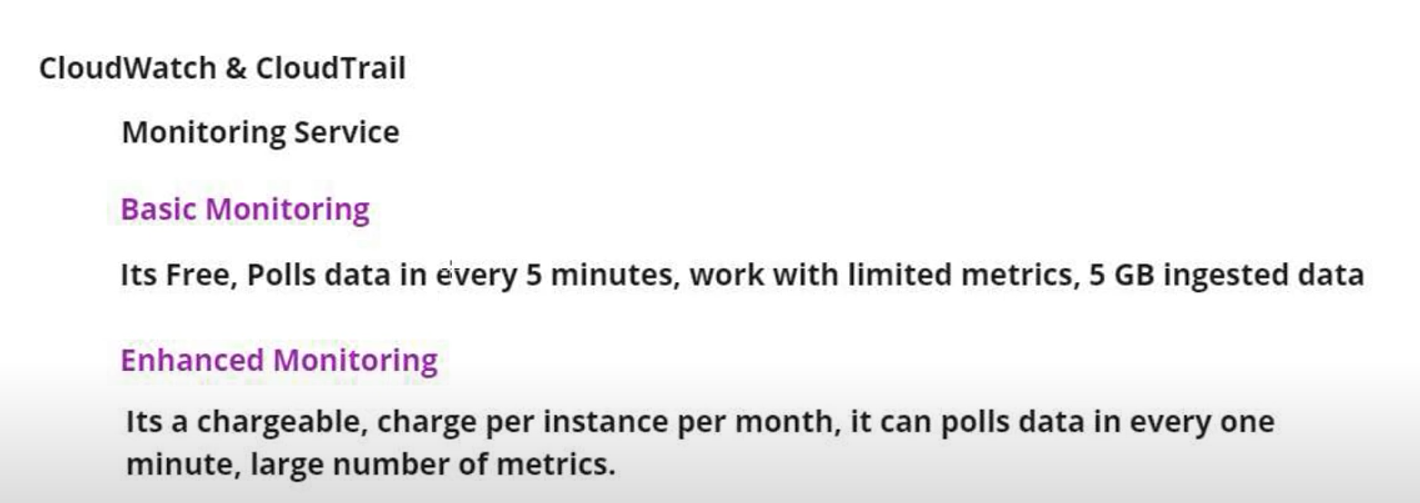 CloudWatch & CloudTrail
Monitoring Service
Basic Monitoring
Its Free, Polls data in every 5 minutes, work with limited metrics, 5 GB ingested data
Enhanced Monitoring
Its a chargeable, charge per instance per month, it can polls data in every one
minute, large number of metrics.